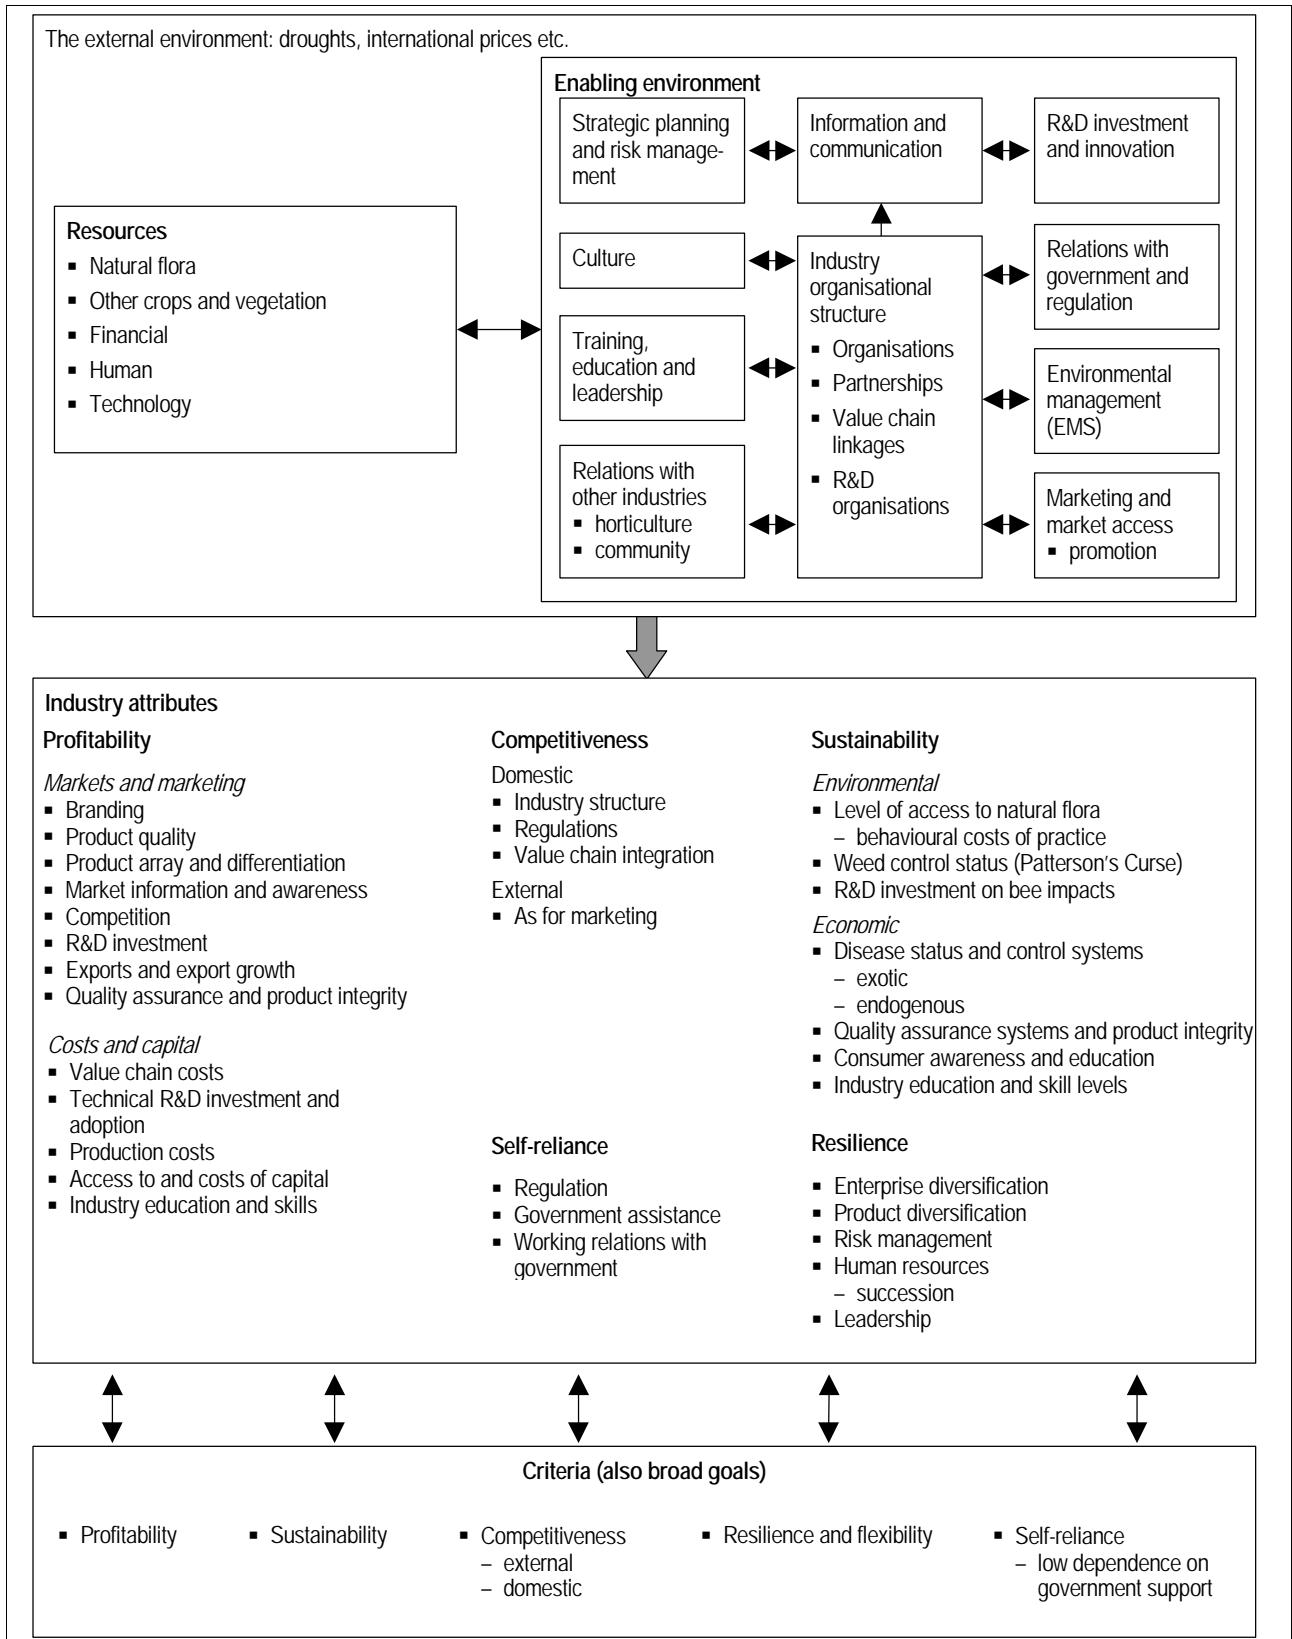 The external environment: droughts, international prices etc.
Enabling environment
Strategic planning
and risk manage-
ment
Information and
communication
R&D investment
and innovation
Resources
▪ Natural flora
▪ Other crops and vegetation
▪ Financial
▪ Human
▪ Technology
Culture
Training,
education and
leadership
Relations with
other industries
▪ horticulture
▪ community
Industry
organisational
structure
▪ Organisations
▪ Partnerships
▪ Value chain
linkages
▪ R&D
organisations
Relations with
government and
regulation
Environmental
management
(EMS)
Marketing and
market access
▪ promotion
Industry attributes
Profitability
Markets and marketing
▪ Branding
▪ Product quality
▪ Product array and differentiation
▪ Market information and awareness
▪ Competition
▪ R&D investment
▪ Exports and export growth
▪ Quality assurance and product integrity
Costs and capital
▪ Value chain costs
▪ Technical R&D investment and
adoption
▪ Production costs
▪ Access to and costs of capital
▪ Industry education and skills
Competitiveness
Domestic
▪ Industry structure
▪ Regulations
▪ Value chain integration
External
▪ As for marketing
Self-reliance
▪ Regulation
▪ Government assistance
▪ Working relations with
government
Sustainability
Environmental
▪ Level of access to natural flora
– behavioural costs of practice
▪ Weed control status (Patterson's Curse)
▪ R&D investment on bee impacts
Economic
▪ Disease status and control systems
– exotic
– endogenous
▪ Quality assurance systems and product integrity
▪ Consumer awareness and education
▪ Industry education and skill levels
Resilience
▪ Enterprise diversification
▪ Product diversification
▪ Risk management
▪ Human resources
– succession
▪ Leadership
Criteria (also broad goals)
▪ Profitability
▪ Sustainability
▪ Competitiveness
– external
– domestic
▪ Resilience and flexibility
▪ Self-reliance
– low dependence on
government support